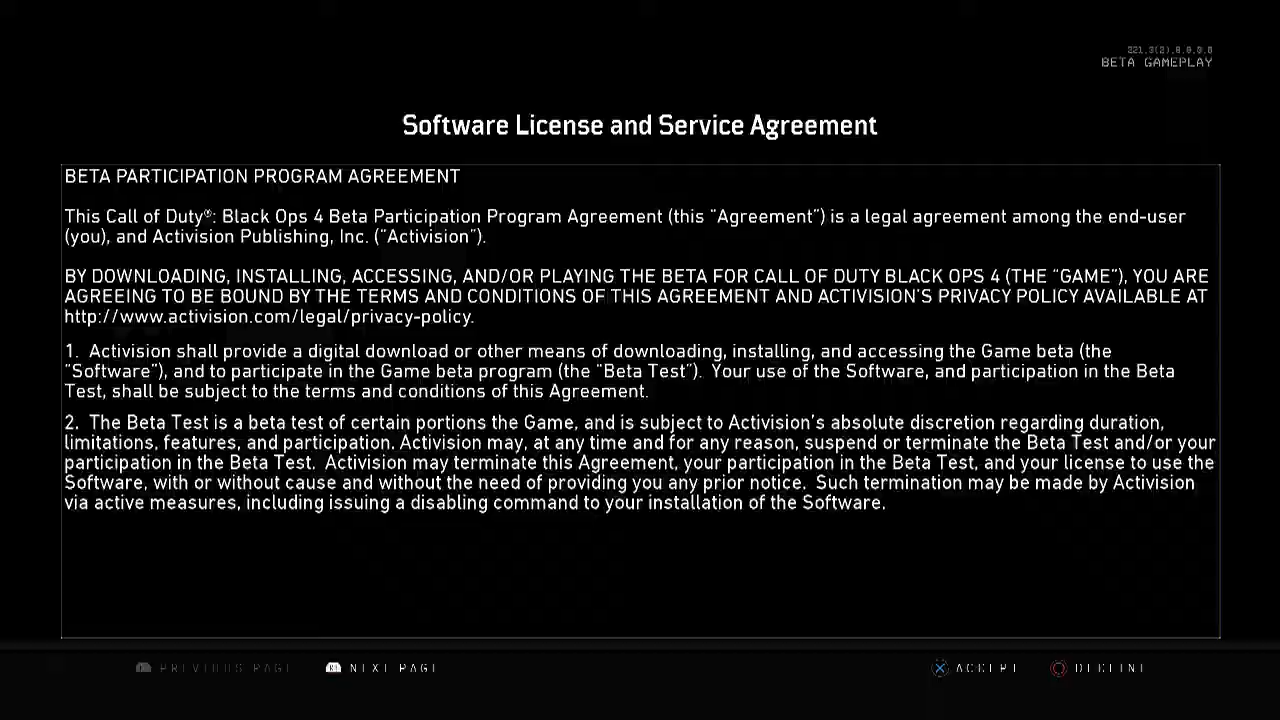 221.3(2).0.0.0.0
BETA GAMEPLAY
Software License and Service Agreement
BETA PARTICIPATION PROGRAM AGREEMENT
This Call of Duty®: Black Ops 4 Beta Participation Program Agreement (this “Agreement”) is a legal agreement among the end-user
(you), and Activision Publishing, Inc. (“Activision”).
BY DOWNLOADING, INSTALLING, ACCESSING, AND/OR PLAYING THE BETA FOR CALL OF DUTY BLACK OPS 4 (THE “GAME”), YOU ARE
AGREEING TO BE BOUND BY THE TERMS AND CONDITIONS OF THIS AGREEMENT AND ACTIVISION'S PRIVACY POLICY AVAILABLE AT
http://www.activision.com/legal/privacy-policy.
1. Activision shall provide a digital download or other means of downloading, installing, and accessing the Game beta (the
“Software”), and to participate in the Game beta program (the “Beta Test”). Your use of the Software, and participation in the Beta
Test, shall be subject to the terms and conditions of this Agreement.
2. The Beta Test is a beta test of certain portions the Game, and is subject to Activision's absolute discretion regarding duration,
limitations, features, and participation. Activision may, at any time and for any reason, suspend or terminate the Beta Test and/or your
participation in the Beta Test. Activision may terminate this Agreement, your participation in the Beta Test, and your license to use the
Software, with or without cause and without the need of providing you any prior notice. Such termination may be made by Activision
via active measures, including issuing a disabling command to your installation of the Software.
PREVIOUS PAGE NEXT PAGE ACCEPT DECLINE